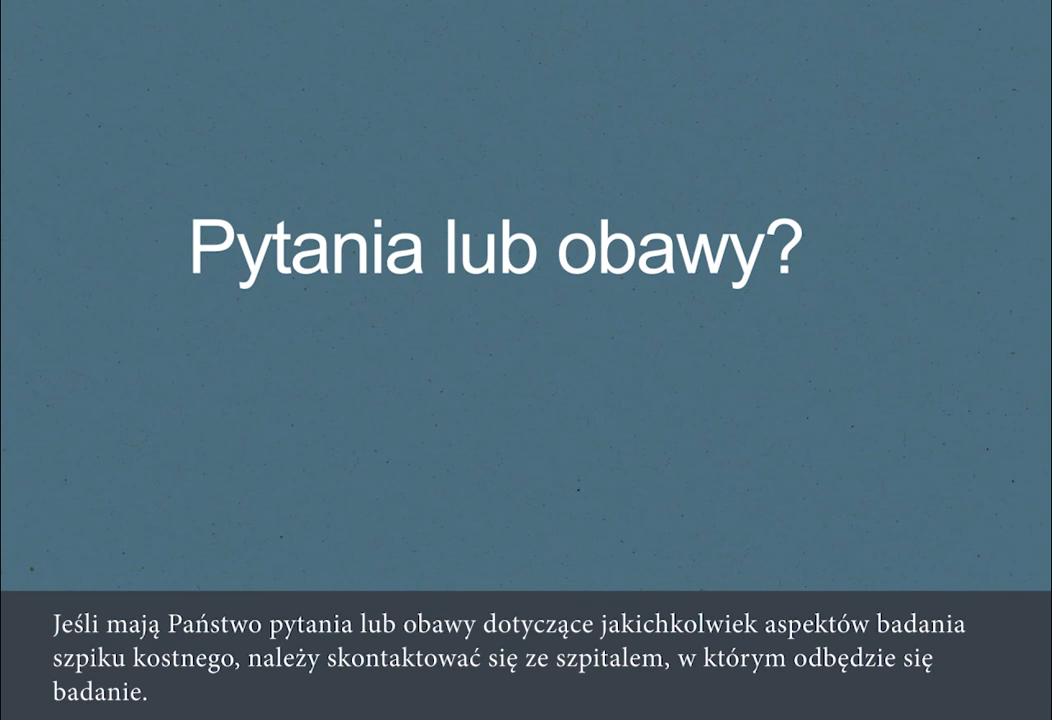 Pytania lub obawy?
Jeśli mają Państwo pytania lub obawy dotyczące jakichkolwiek aspektów badania
szpiku kostnego, należy skontaktować się ze szpitalem, w którym odbędzie się
badanie.